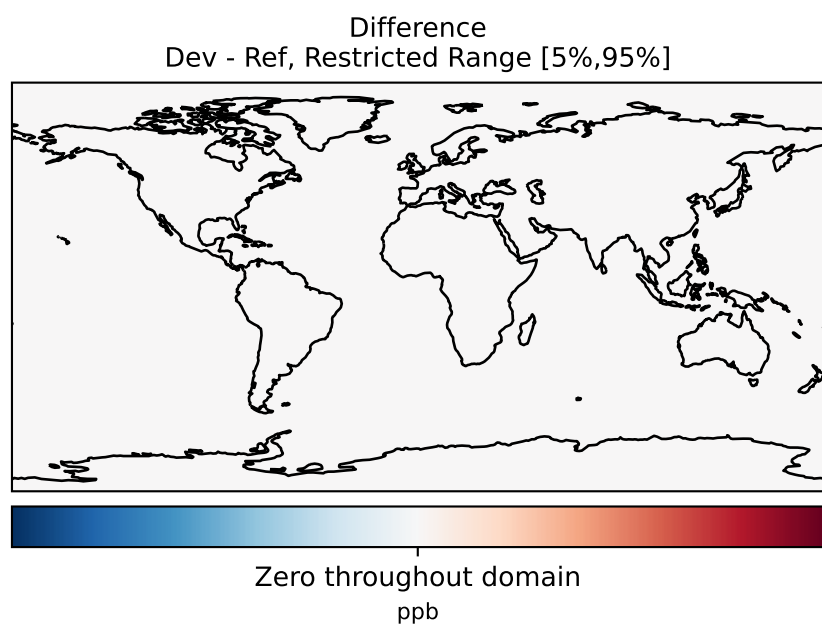 Difference
Dev - Ref, Restricted Range [5%,95%]
Zero throughout domain
ppb